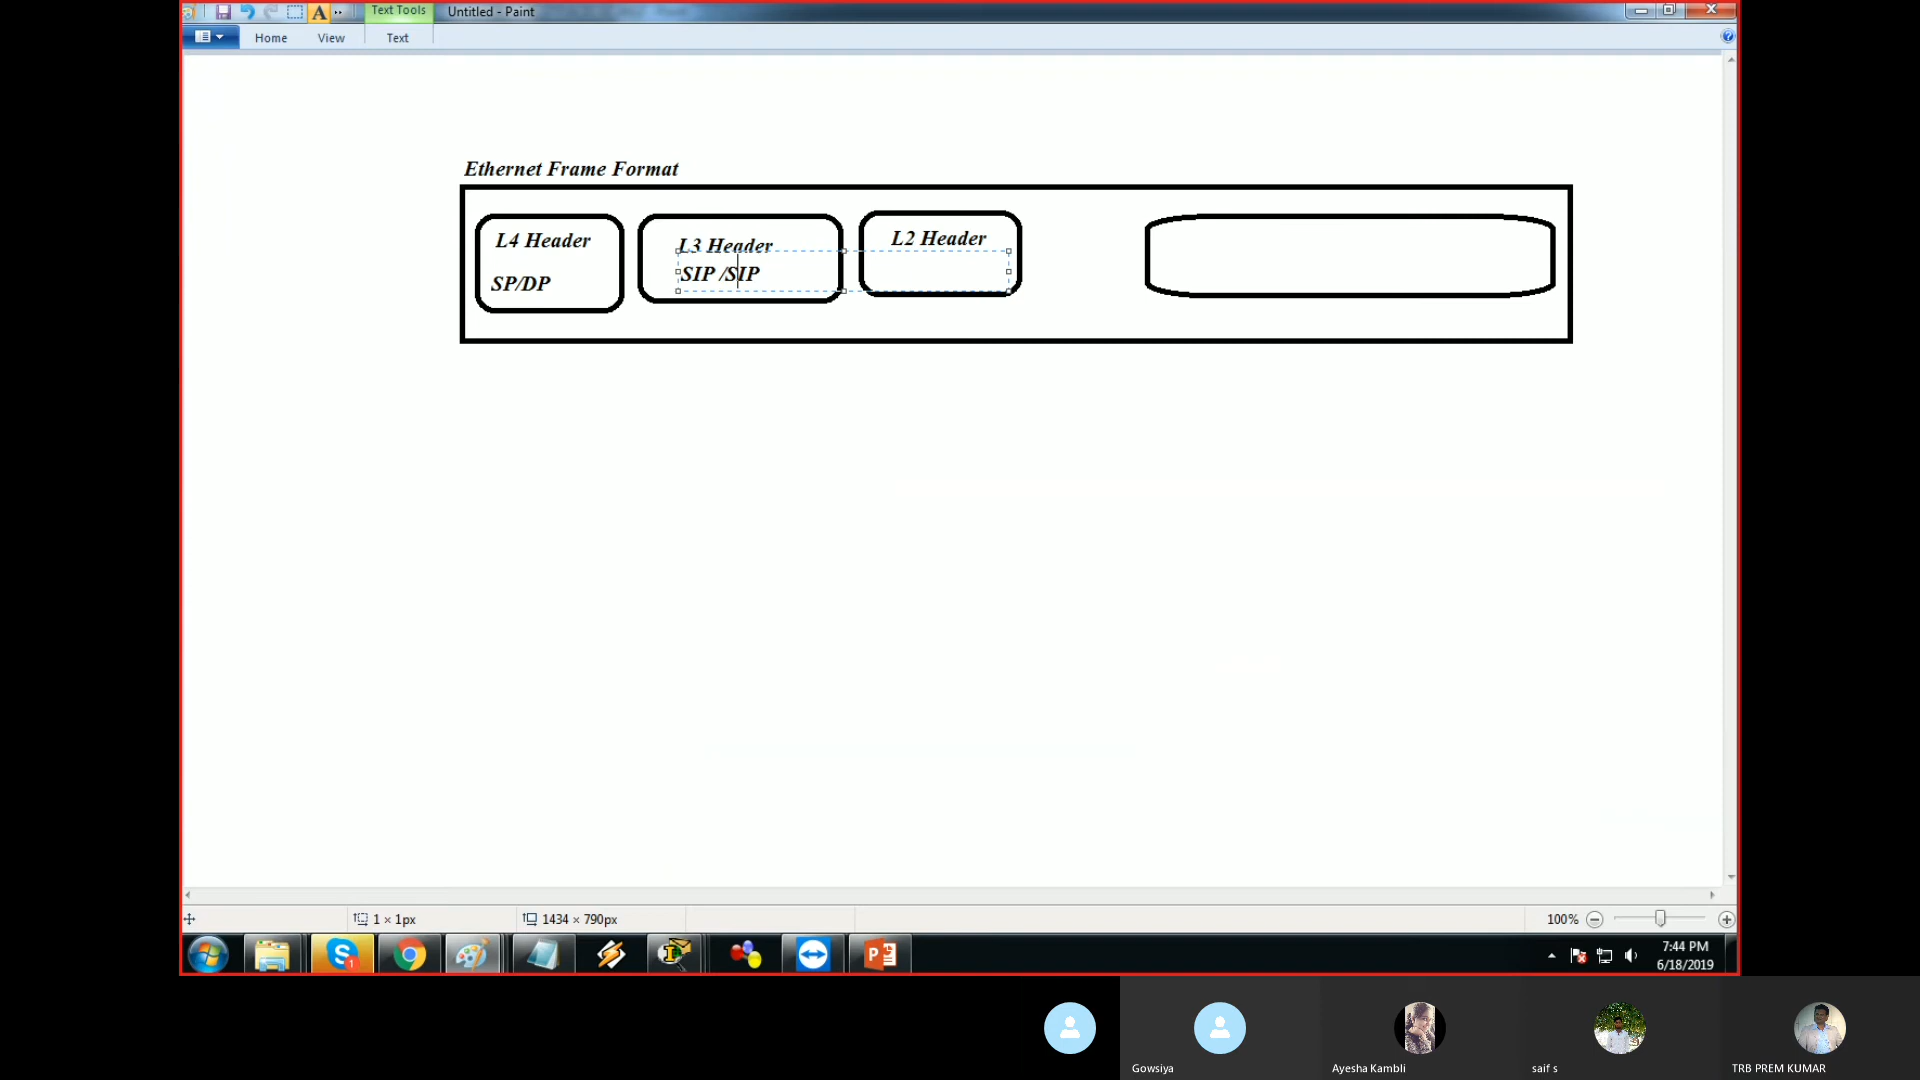 Text Tools
Untitled - Paint
Home
View
Text
Ethernet Frame Format
L4 Header
L3 Header
L2 Header
SP/DP
SIP /SIP
1 × 1px
1434 × 790px
100%
S
1
P
7:44 PM
6/18/2019
Gowsiya
Ayesha Kambli
saif s
TRB PREM KUMAR